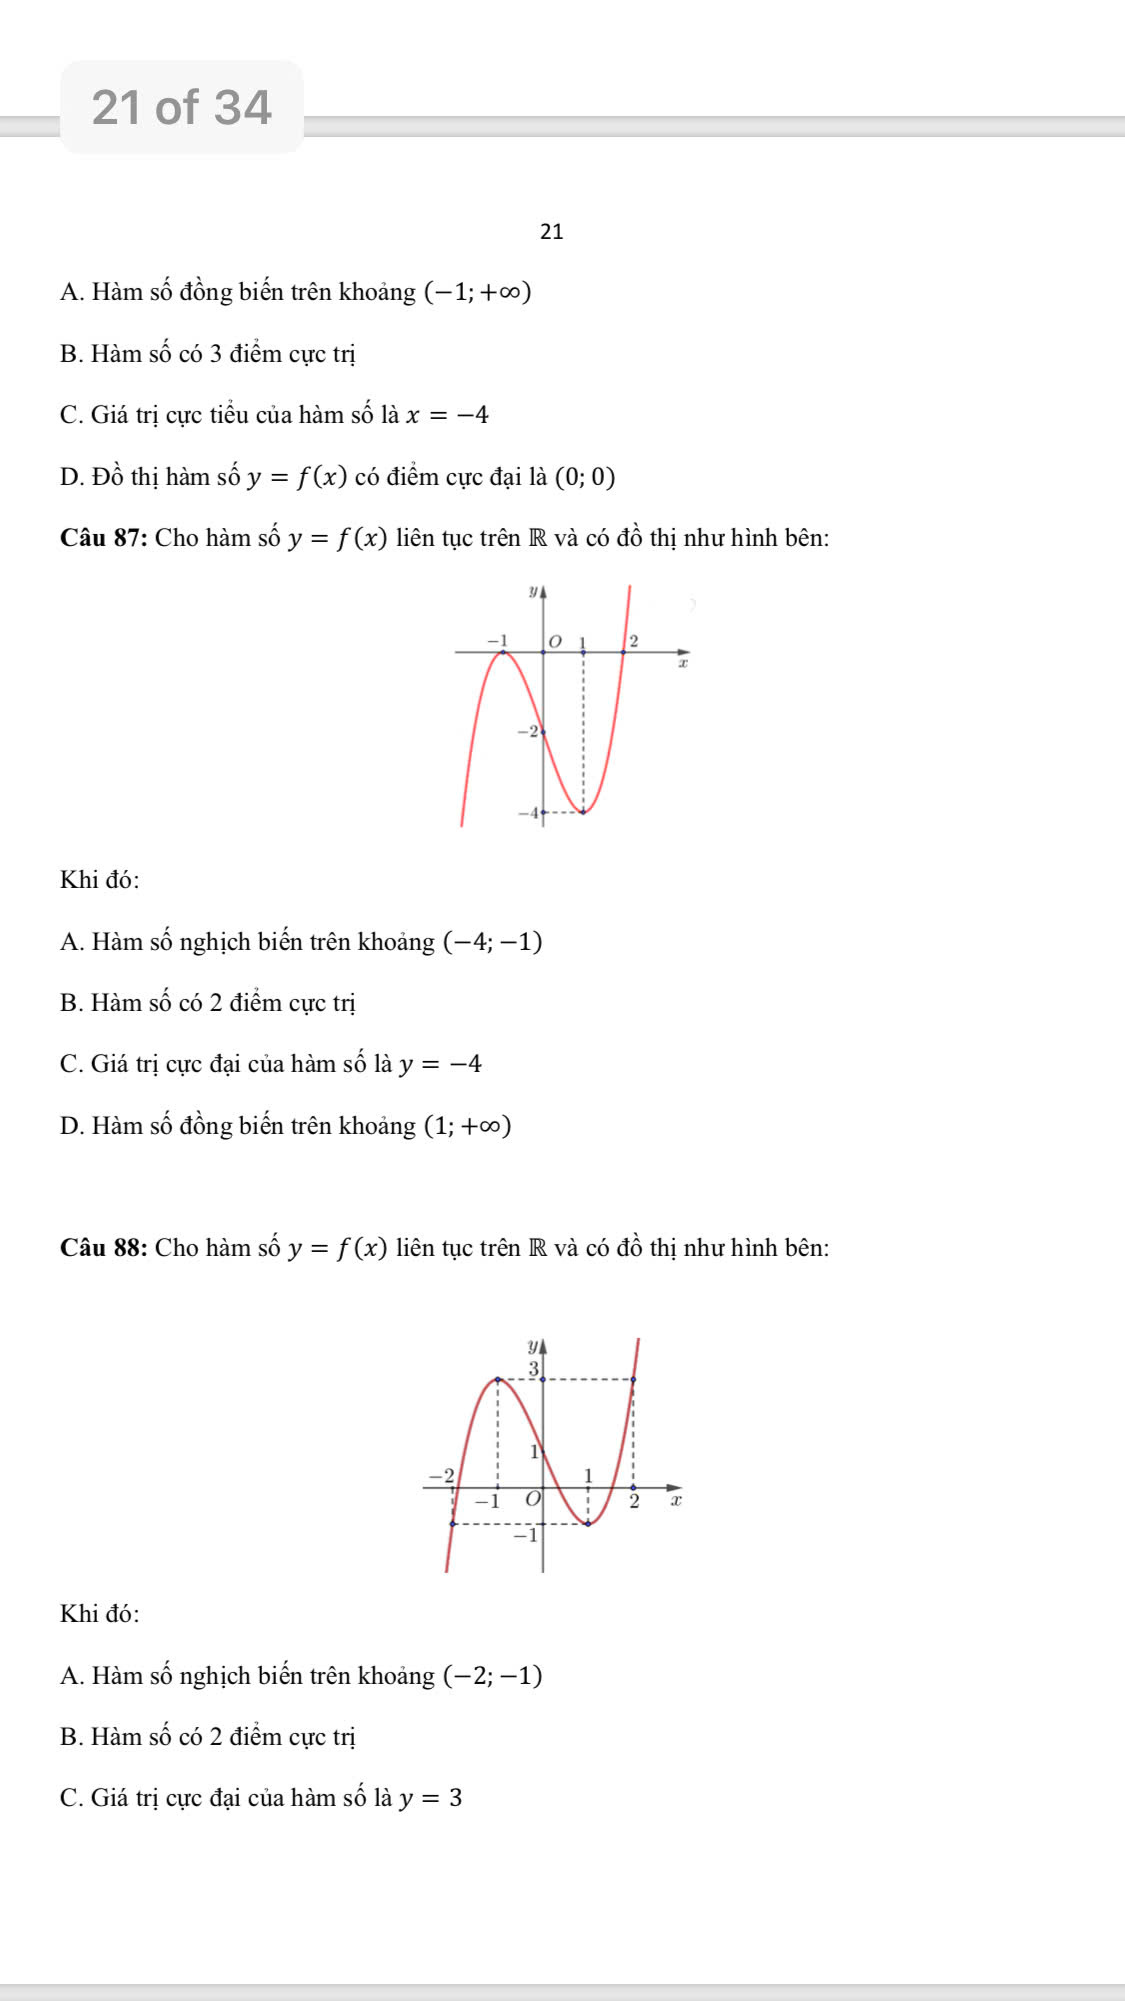 21 of 34
21
A. Hàm số đồng biến trên khoảng (−1; +∞)
B. Hàm số có 3 điểm cực trị
C. Giá trị cực tiểu của hàm số là x = −4
D. Đồ thị hàm số y = f(x) có điểm cực đại là (0; 0)
Câu 87: Cho hàm số y = f(x) liên tục trên ℝ và có đồ thị như hình bên:
y
−1 O 1 2
x
−2
−4
Khi đó:
A. Hàm số nghịch biến trên khoảng (−4; −1)
B. Hàm số có 2 điểm cực trị
C. Giá trị cực đại của hàm số là y = −4
D. Hàm số đồng biến trên khoảng (1; +∞)
Câu 88: Cho hàm số y = f(x) liên tục trên ℝ và có đồ thị như hình bên:
y
3
1
−2 1
−1 O 2 x
−1
Khi đó:
A. Hàm số nghịch biến trên khoảng (−2; −1)
B. Hàm số có 2 điểm cực trị
C. Giá trị cực đại của hàm số là y = 3